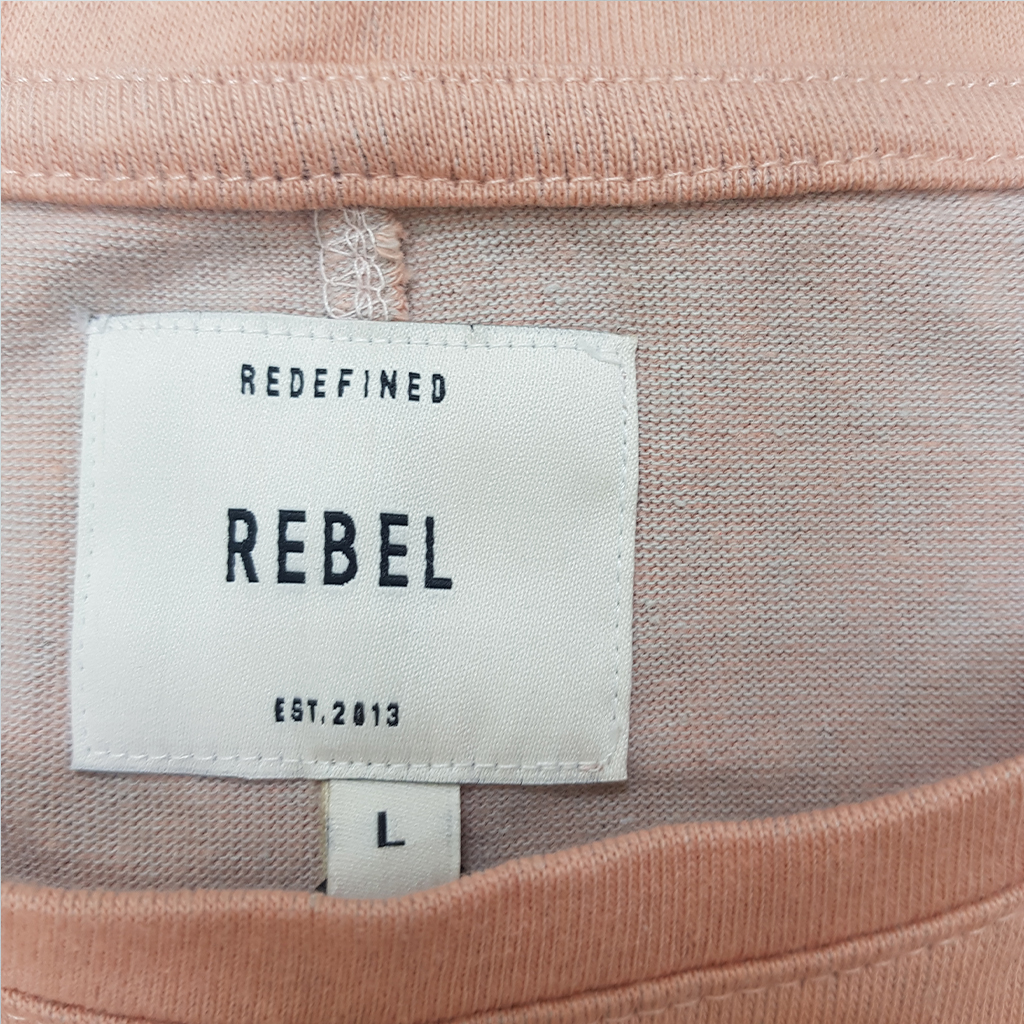 REDEFINED
REBEL
EST.2013
L